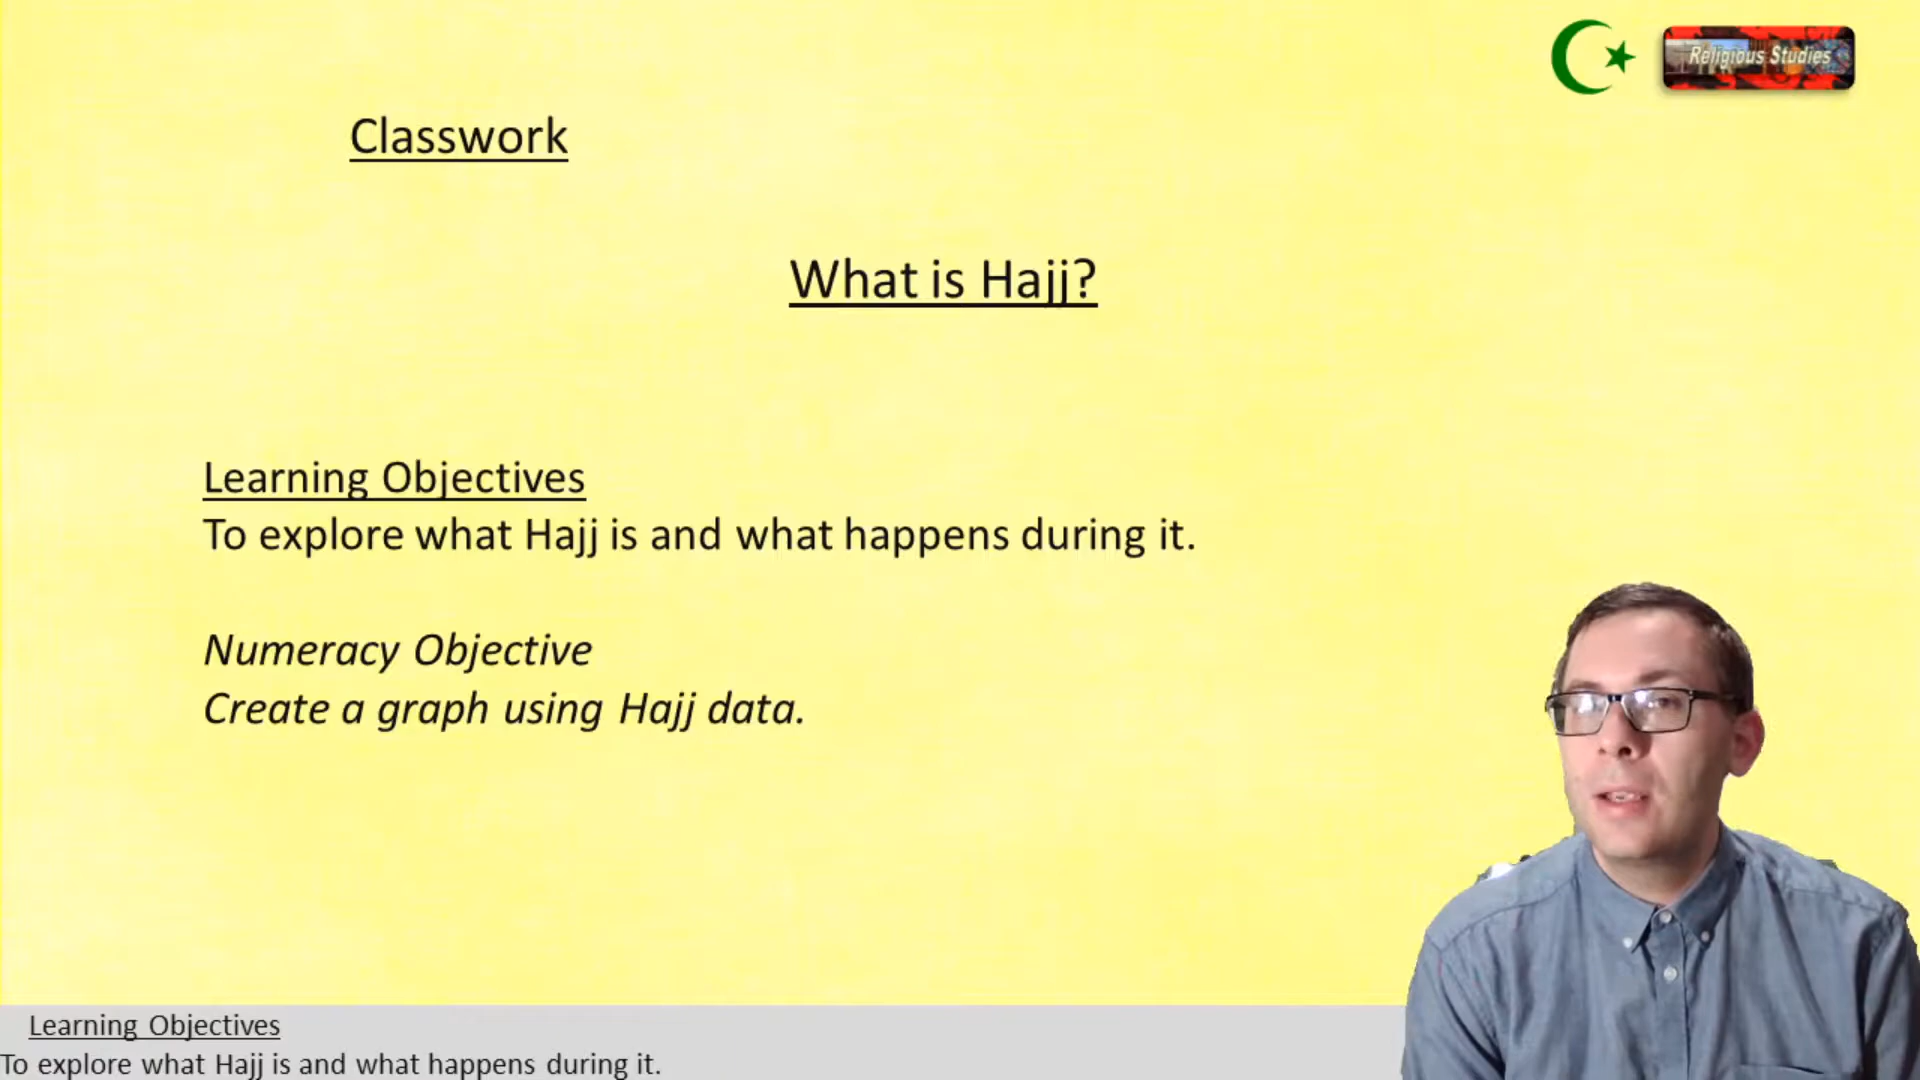 Religious Studies
Classwork
What is Hajj?
Learning Objectives
To explore what Hajj is and what happens during it.
Numeracy Objective
Create a graph using Hajj data.
Learning Objectives
To explore what Hajj is and what happens during it.